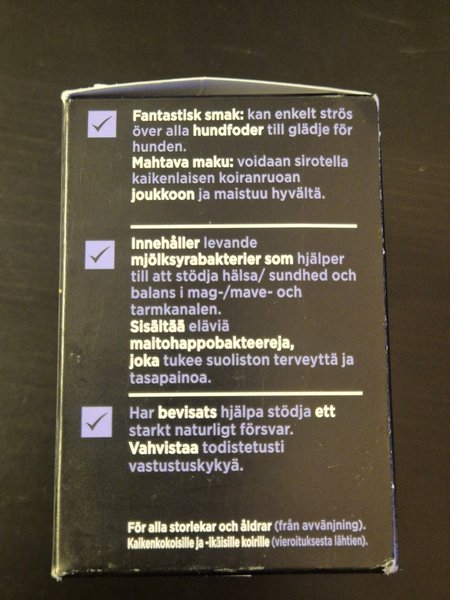 Fantastisk smak: kan enkelt strös
över alla hundfoder till glädje för
hunden.
Mahtava maku: voidaan sirotella
kaikenlaisen koiranruoan
joukkoon ja maistuu hyvältä.
Innehåller levande
mjölksyrabakterier som hjälper
till att stödja hälsa/ sundhed och
balans i mag-/mave- och
tarmkanalen.
Sisältää eläviä
maitohappobakteereja,
joka tukee suoliston terveyttä ja
tasapainoa.
Har bevisats hjälpa stödja ett
starkt naturligt försvar.
Vahvistaa todistetusti
vastustuskykyä.
För alla storlekar och åldrar (från avvänjning).
Kaikenkokoisille ja -ikäisille koirille (vieroituksesta lähtien).